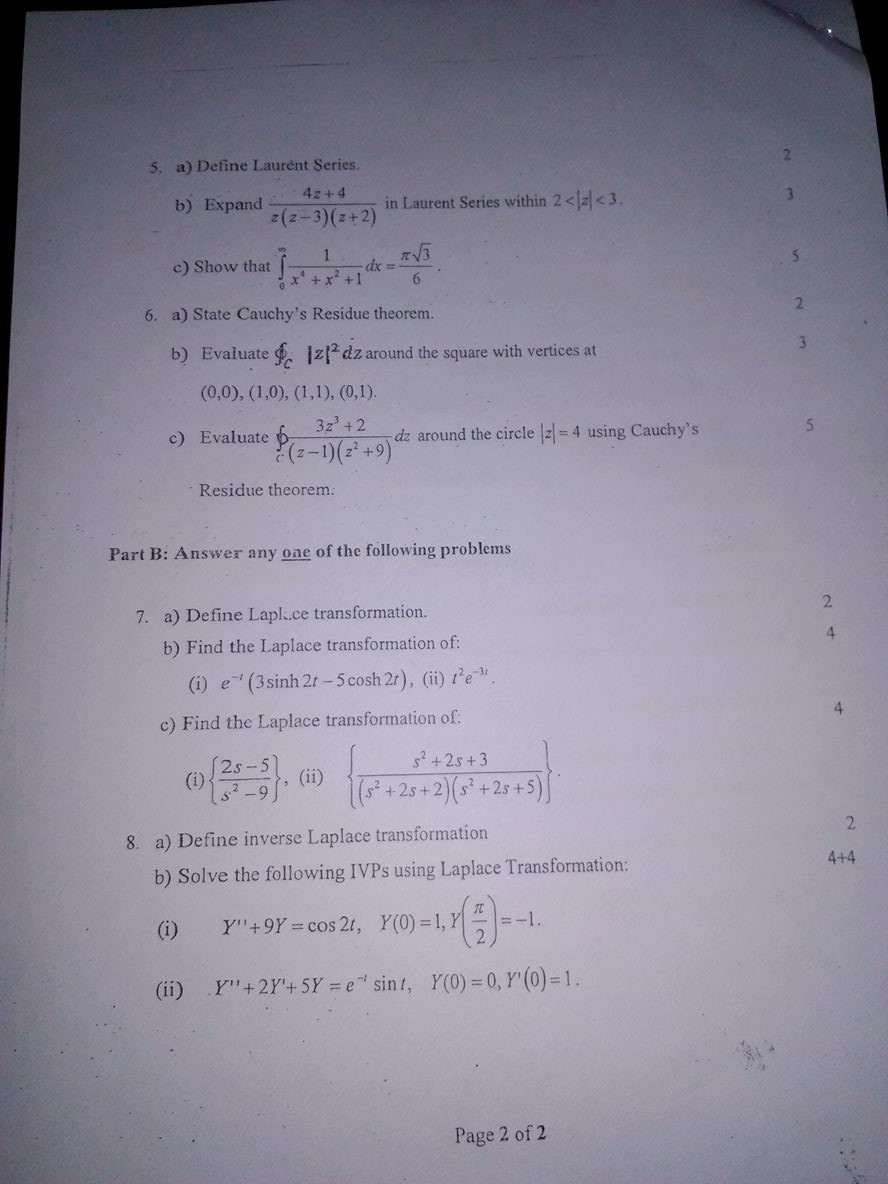 5. a) Define Laurent Series. 2
b) Expand \frac{4z+4}{z(z-3)(z+2)} in Laurent Series within 2<|z|<3. 3
c) Show that \int_0^\infty \frac{1}{x^4+x^2+1} dx = \frac{\pi\sqrt{3}}{6}. 5
6. a) State Cauchy's Residue theorem. 2
b) Evaluate \oint_C |z|^2 dz around the square with vertices at 3
(0,0), (1,0), (1,1), (0,1).
c) Evaluate \oint_C \frac{3z^3+2}{(z-1)(z^2+9)} dz around the circle |z|=4 using Cauchy's 5
Residue theorem.
Part B: Answer any one of the following problems
7. a) Define Laplace transformation. 2
b) Find the Laplace transformation of: 4
(i) e^{-t}(3 sinh 2t – 5 cosh 2t), (ii) t^2 e^{-3t}.
c) Find the Laplace transformation of: 4
(i) \left\{\frac{2s-5}{s^2-9}\right\}, (ii) \left\{\frac{s^2+2s+3}{(s^2+2s+2)(s^2+2s+5)}\right\}.
8. a) Define inverse Laplace transformation 2
b) Solve the following IVPs using Laplace Transformation: 4+4
(i) Y''+9Y = cos 2t, Y(0)=1, Y\left(\frac{\pi}{2}\right)=-1.
(ii) Y''+2Y'+5Y = e^{-t} sin t, Y(0)=0, Y'(0)=1.
Page 2 of 2